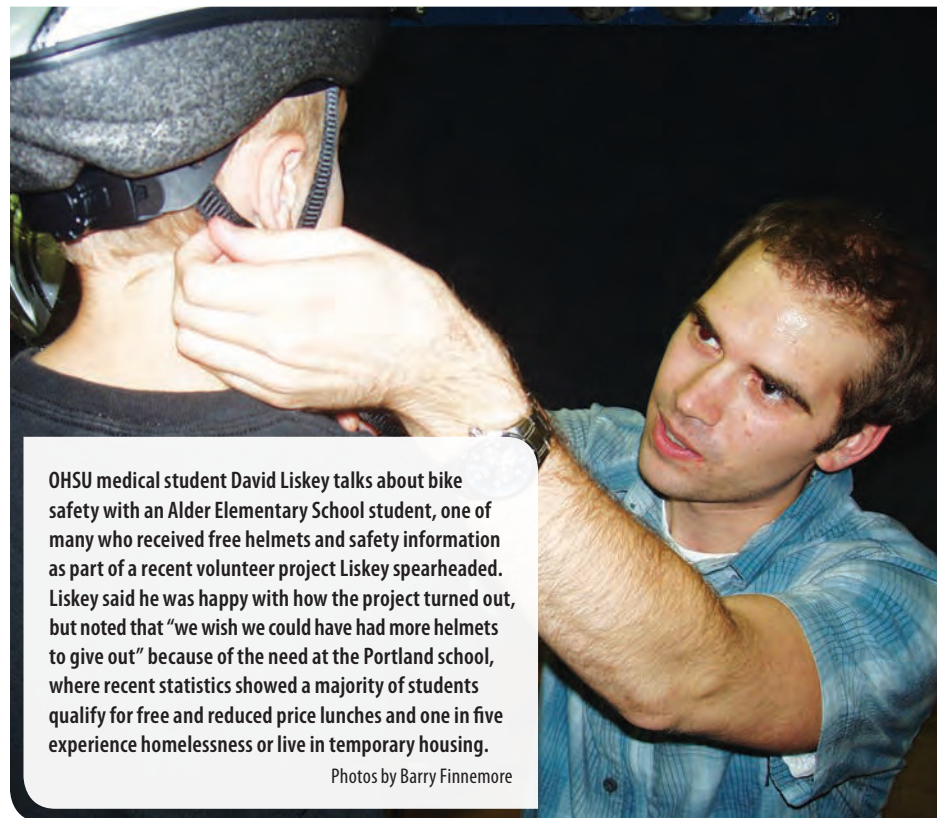 OHSU medical student David Liskey talks about bike
safety with an Alder Elementary School student, one of
many who received free helmets and safety information
as part of a recent volunteer project Liskey spearheaded.
Liskey said he was happy with how the project turned out,
but noted that “we wish we could have had more helmets
to give out” because of the need at the Portland school,
where recent statistics showed a majority of students
qualify for free and reduced price lunches and one in five
experience homelessness or live in temporary housing.
Photos by Barry Finnemore